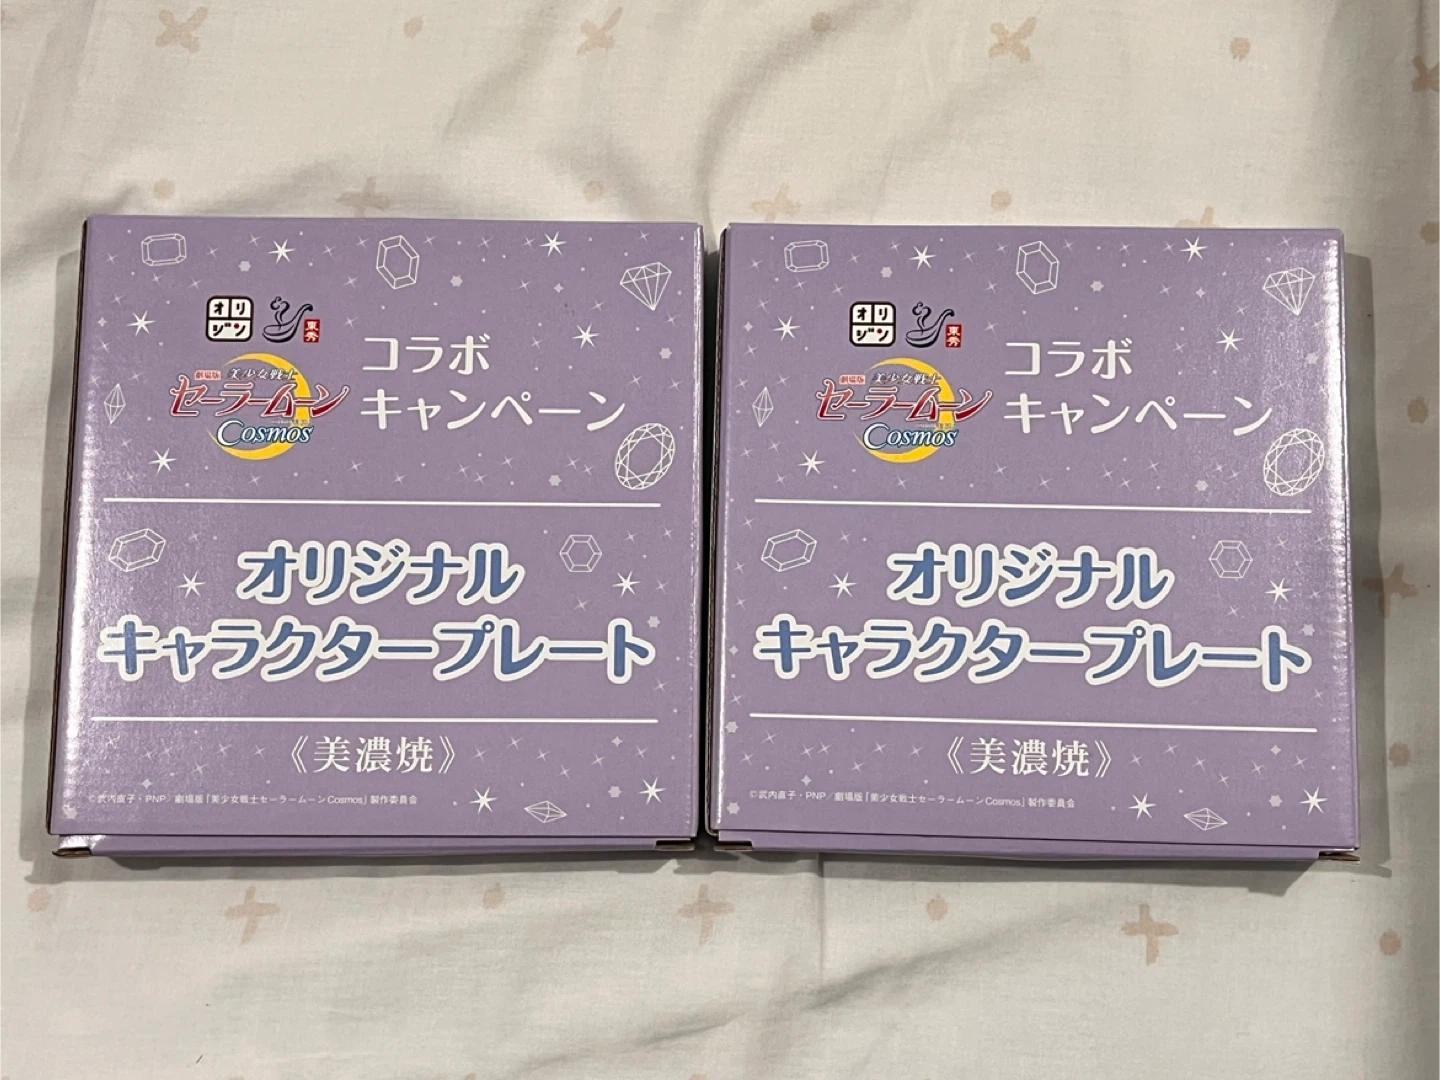 オリ
ジン
東秀
劇場版
美少女戦士
セーラームーン
Cosmos
コラボ
キャンペーン
オリジナル
キャラクタープレート
《美濃焼》
©武内直子・PNP／劇場版「美少女戦士セーラームーンCosmos」製作委員会
オリ
ジン
東秀
劇場版
美少女戦士
セーラームーン
Cosmos
コラボ
キャンペーン
オリジナル
キャラクタープレート
《美濃焼》
©武内直子・PNP／劇場版「美少女戦士セーラームーンCosmos」製作委員会